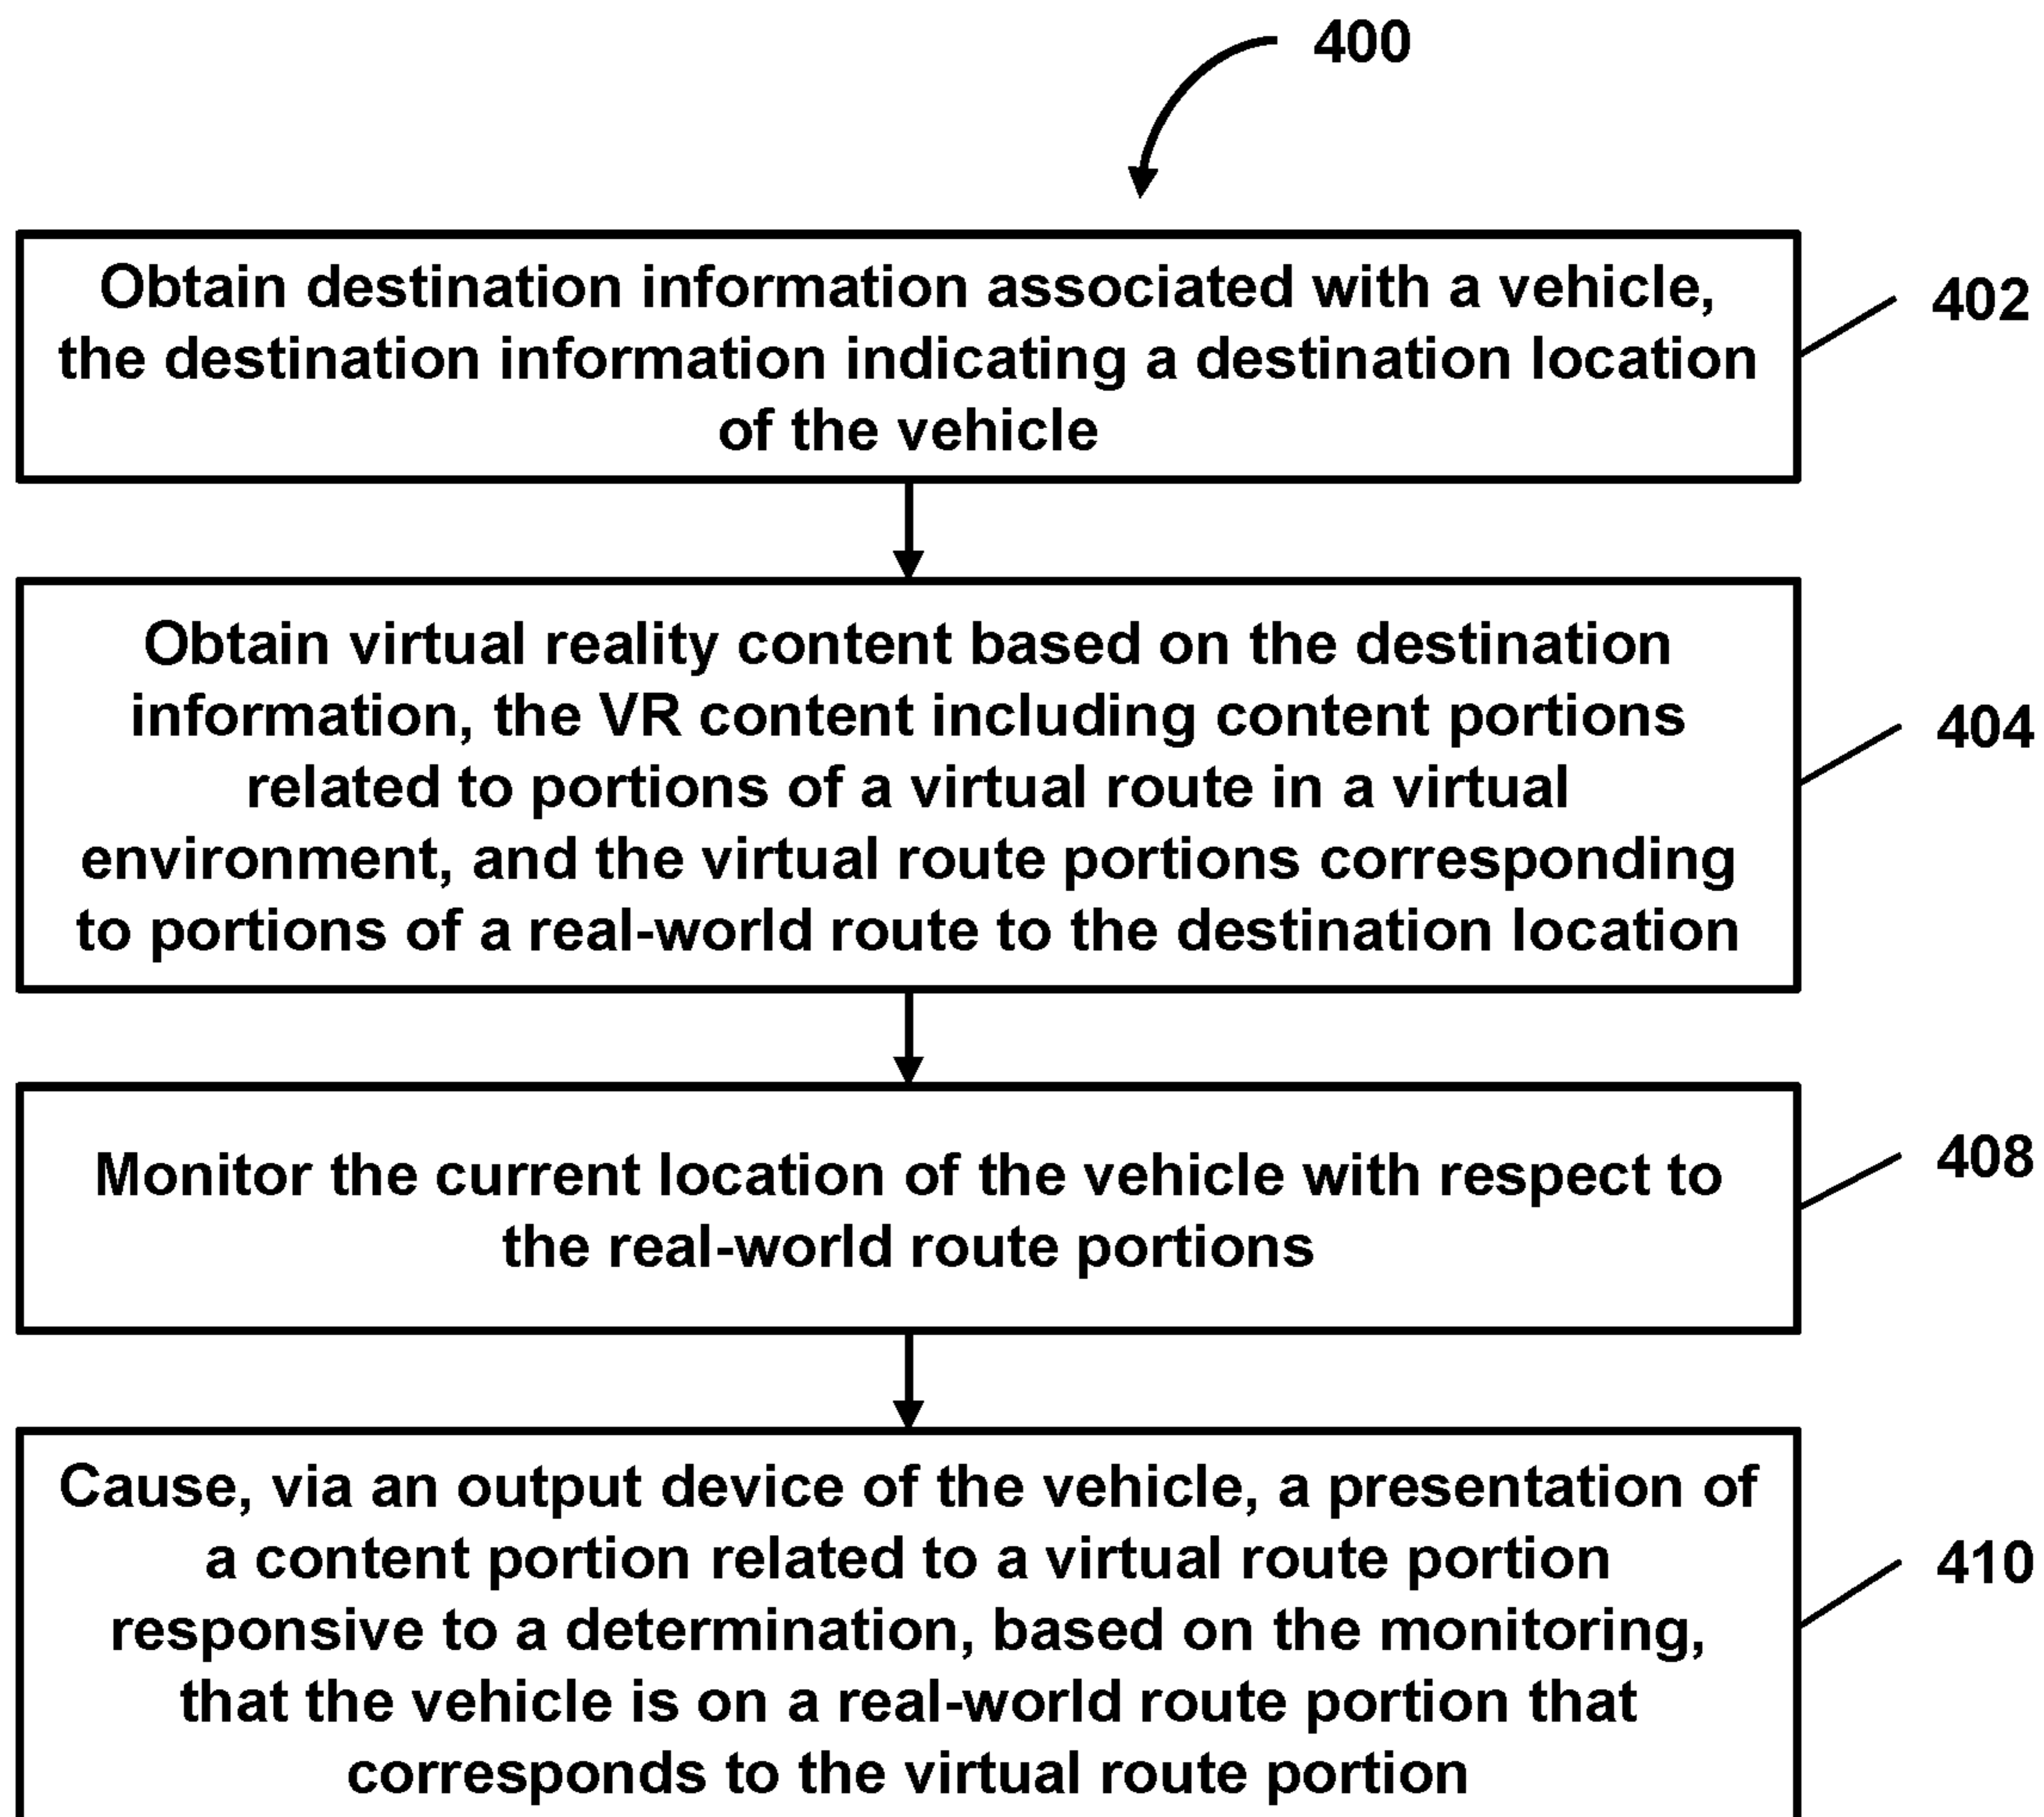 400
Obtain destination information associated with a vehicle,
the destination information indicating a destination location
of the vehicle
402
Obtain virtual reality content based on the destination
information, the VR content including content portions
related to portions of a virtual route in a virtual
environment, and the virtual route portions corresponding
to portions of a real-world route to the destination location
404
Monitor the current location of the vehicle with respect to
the real-world route portions
408
Cause, via an output device of the vehicle, a presentation of
a content portion related to a virtual route portion
responsive to a determination, based on the monitoring,
that the vehicle is on a real-world route portion that
corresponds to the virtual route portion
410